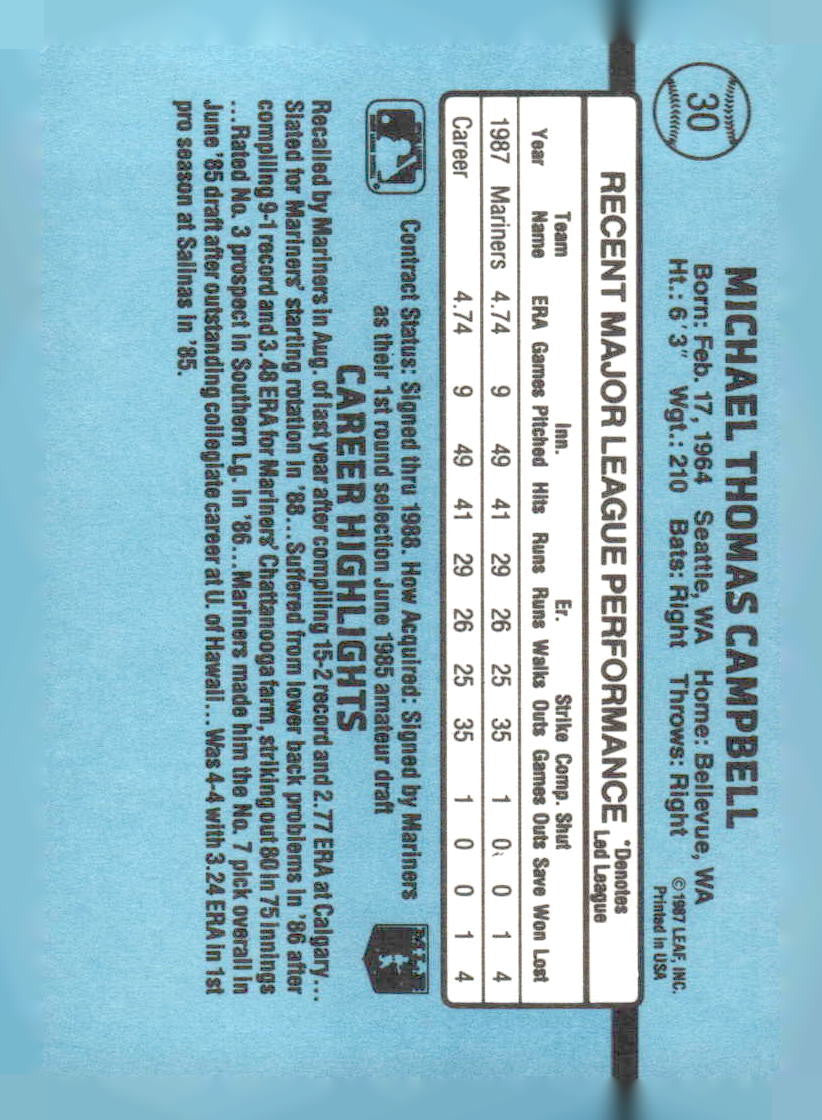 30
MICHAEL THOMAS CAMPBELL
Born: Feb. 17, 1964 Seattle, WA Home: Bellevue, WA
Ht.: 6'3" Wgt.: 210 Bats: Right Throws: Right
©1987 LEAF, INC.
Printed in USA
RECENT MAJOR LEAGUE PERFORMANCE *Denotes
Led League
Team Inn. Er. Strike Comp. Shut
Year Name ERA Games Pitched Hits Runs Runs Walks Outs Games Outs Save Won Lost
1987 Mariners 4.74 9 49 41 29 26 25 35 1 0 0 1 4
Career 4.74 9 49 41 29 26 25 35 1 0 0 1 4
Contract Status: Signed thru 1988. How Acquired: Signed by Mariners
as their 1st round selection June 1985 amateur draft
CAREER HIGHLIGHTS
Recalled by Mariners in Aug. of last year after compiling 15-2 record and 2.77 ERA at Calgary...
Slated for Mariners' starting rotation in '88...Suffered from lower back problems in '86 after
compiling 9-1 record and 3.48 ERA for Mariners' Chattanooga farm, striking out 80 in 75 innings
...Rated No. 3 prospect in Southern Lg. in '86...Mariners made him the No. 7 pick overall in
June '85 draft after outstanding collegiate career at U. of Hawaii... Was 4-4 with 3.24 ERA in 1st
pro season at Salinas in '85.